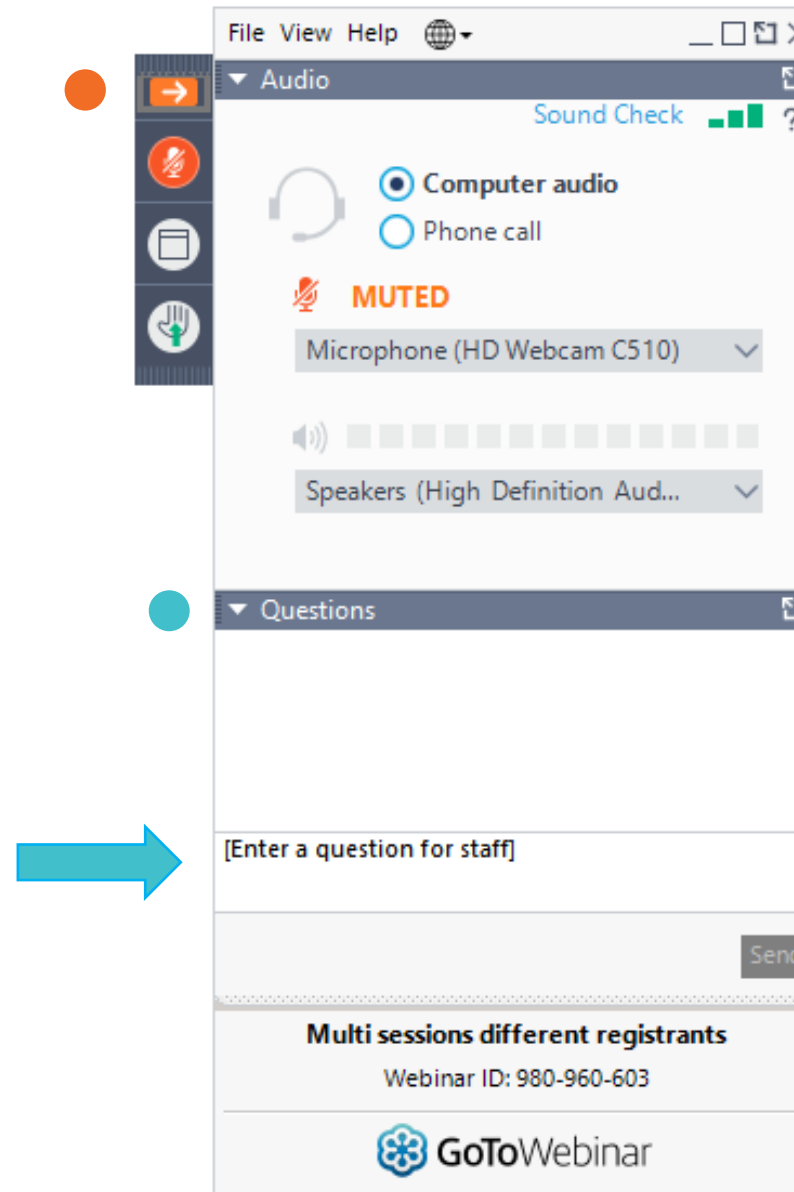 File View Help
Audio
Sound Check
?
Computer audio
Phone call
MUTED
Microphone (HD Webcam C510)
Speakers (High Definition Aud...
Questions
[Enter a question for staff]
Send
Multi sessions different registrants
Webinar ID: 980-960-603
GoToWebinar